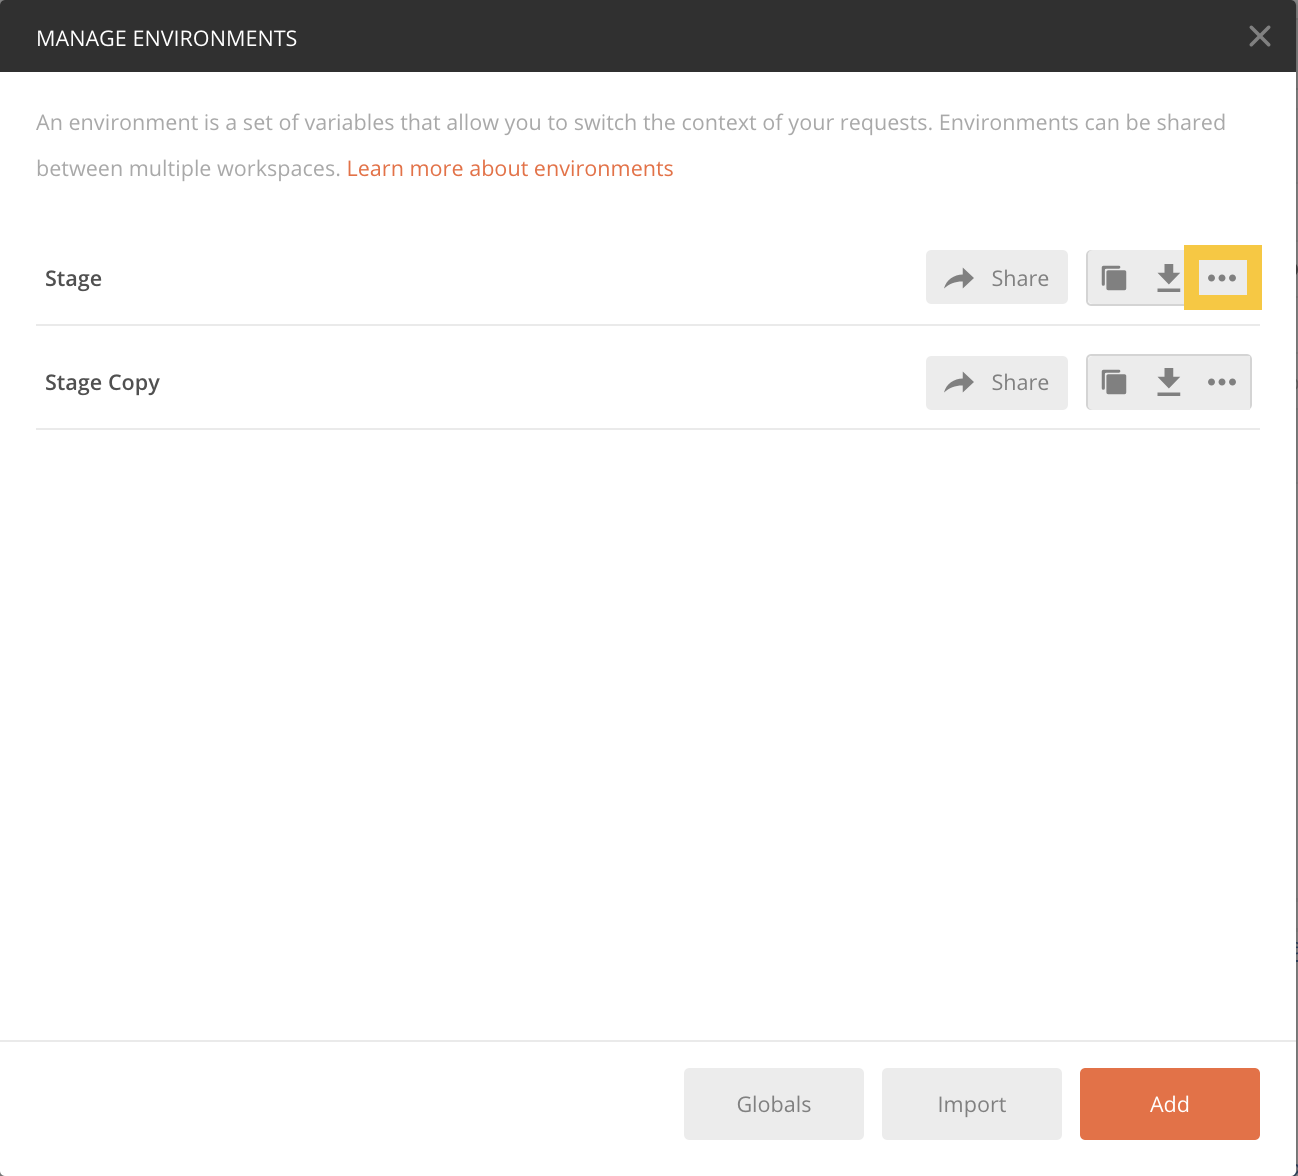 MANAGE ENVIRONMENTS
An environment is a set of variables that allow you to switch the context of your requests. Environments can be shared
between multiple workspaces. Learn more about environments
Stage Share
Stage Copy Share
Globals Import Add